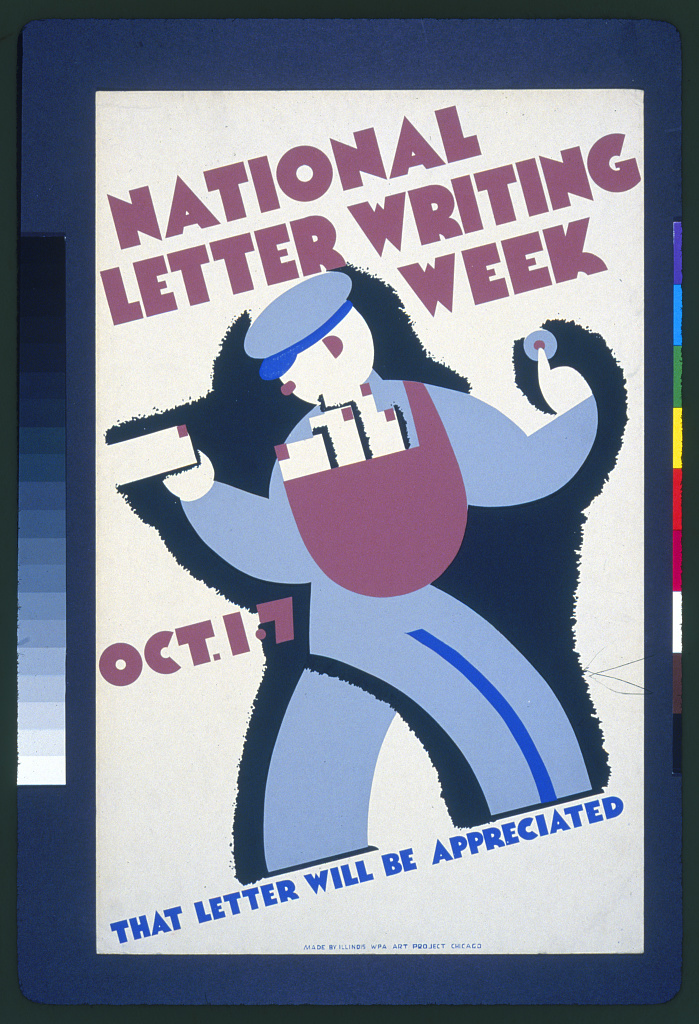 NATIONAL
LETTER WRITING
WEEK
OCT. 1-7
THAT LETTER WILL BE APPRECIATED
MADE BY ILLINOIS WPA ART PROJECT CHICAGO